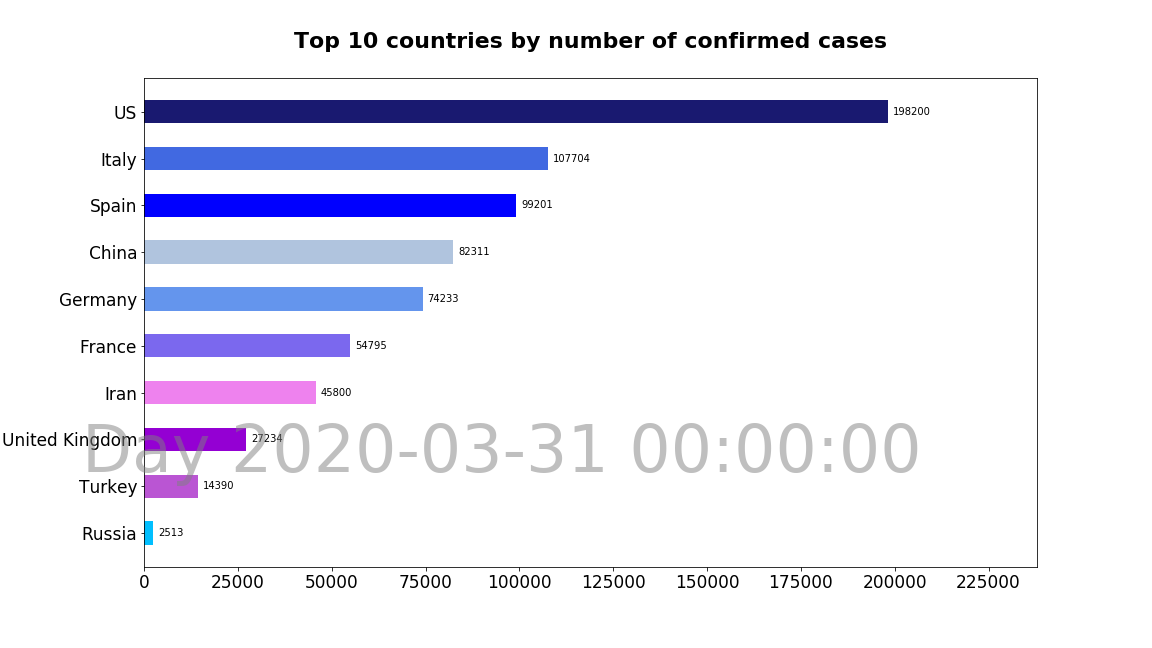 Top 10 countries by number of confirmed cases
US 198200
Italy 107704
Spain 99201
China 82311
Germany 74233
France 54795
Iran 45800
United Kingdom 27234
Day 2020-03-31 00:00:00
Turkey 14390
Russia 2513
0 25000 50000 75000 100000 125000 150000 175000 200000 225000